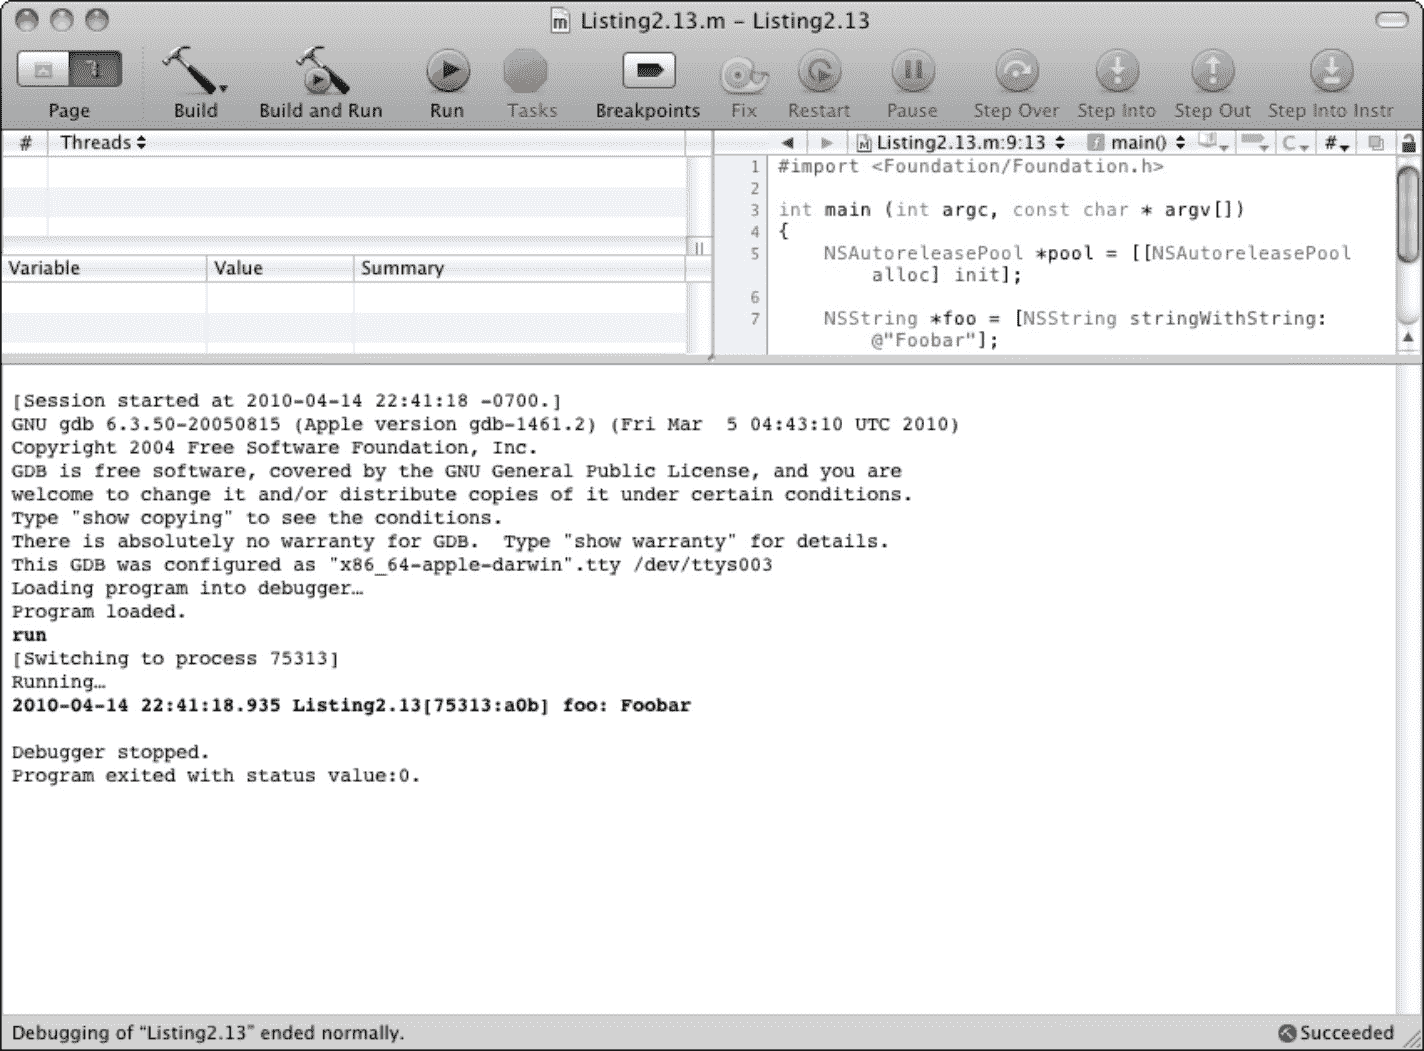 Listing2.13.m – Listing2.13
Page
Build
Build and Run
Run
Tasks
Breakpoints
Fix
Restart
Pause
Step Over
Step Into
Step Out
Step Into Instr
# Threads
Listing2.13.m:9:13 main() C #
Variable Value Summary
1 #import <Foundation/Foundation.h>
2
3 int main (int argc, const char * argv[])
4 {
5 NSAutoreleasePool *pool = [[NSAutoreleasePool
alloc] init];
6
7 NSString *foo = [NSString stringWithString:
@"Foobar"];
[Session started at 2010-04-14 22:41:18 -0700.]
GNU gdb 6.3.50-20050815 (Apple version gdb-1461.2) (Fri Mar  5 04:43:10 UTC 2010)
Copyright 2004 Free Software Foundation, Inc.
GDB is free software, covered by the GNU General Public License, and you are
welcome to change it and/or distribute copies of it under certain conditions.
Type "show copying" to see the conditions.
There is absolutely no warranty for GDB.  Type "show warranty" for details.
This GDB was configured as "x86_64-apple-darwin".tty /dev/ttys003
Loading program into debugger…
Program loaded.
run
[Switching to process 75313]
Running…
2010-04-14 22:41:18.935 Listing2.13[75313:a0b] foo: Foobar
Debugger stopped.
Program exited with status value:0.
Debugging of “Listing2.13” ended normally.
Succeeded